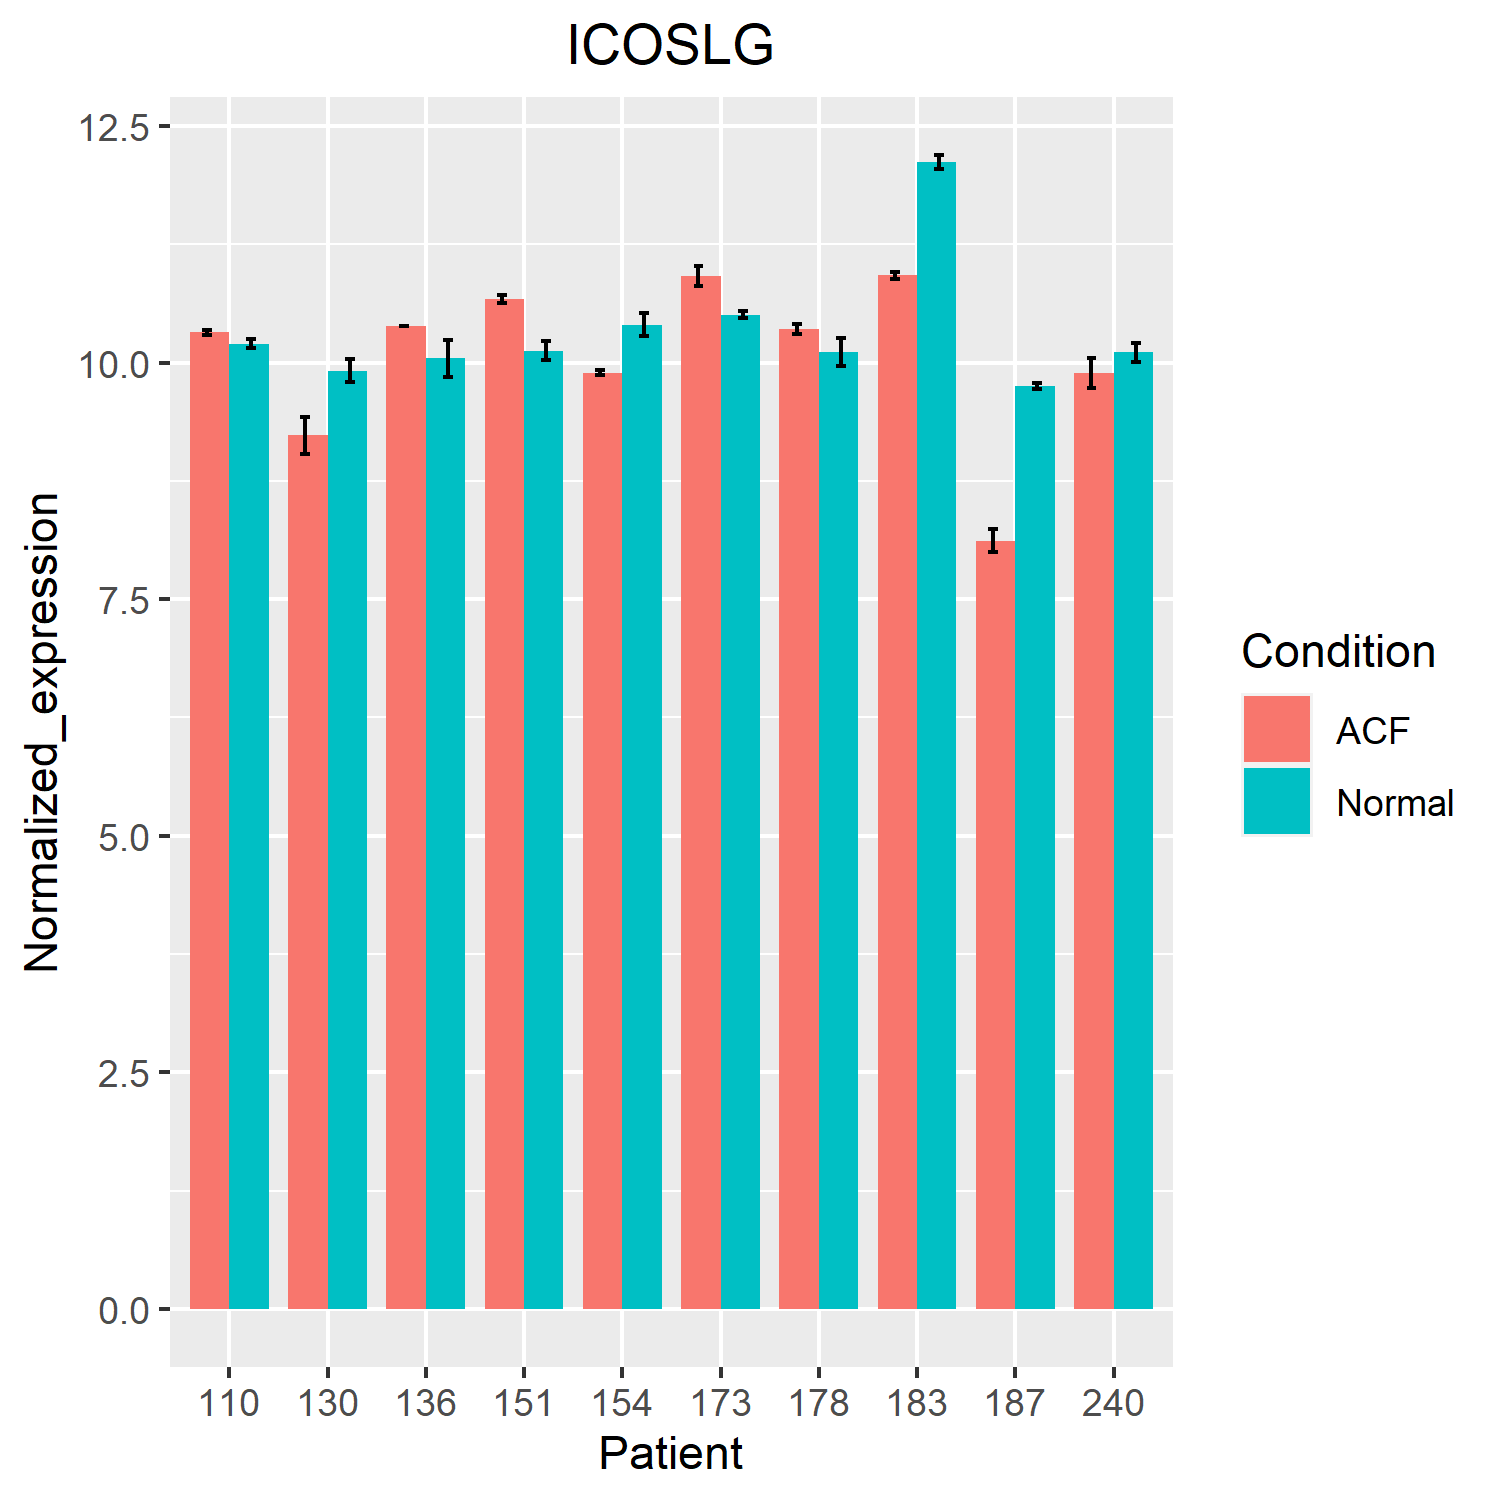 ICOSLG
12.5
10.0
7.5
5.0
2.5
0.0
Normalized_expression
110 130 136 151 154 173 178 183 187 240
Patient
Condition
ACF
Normal